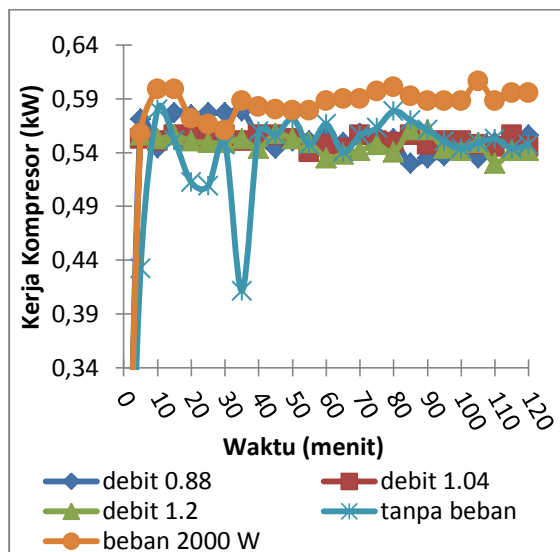 0,64
0,59
0,54
0,49
0,44
0,39
0,34
Kerja Kompresor (kW)
0 10 20 30 40 50 60 70 80 90 100 110 120
Waktu (menit)
debit 0.88 debit 1.04
debit 1.2 tanpa beban
beban 2000 W